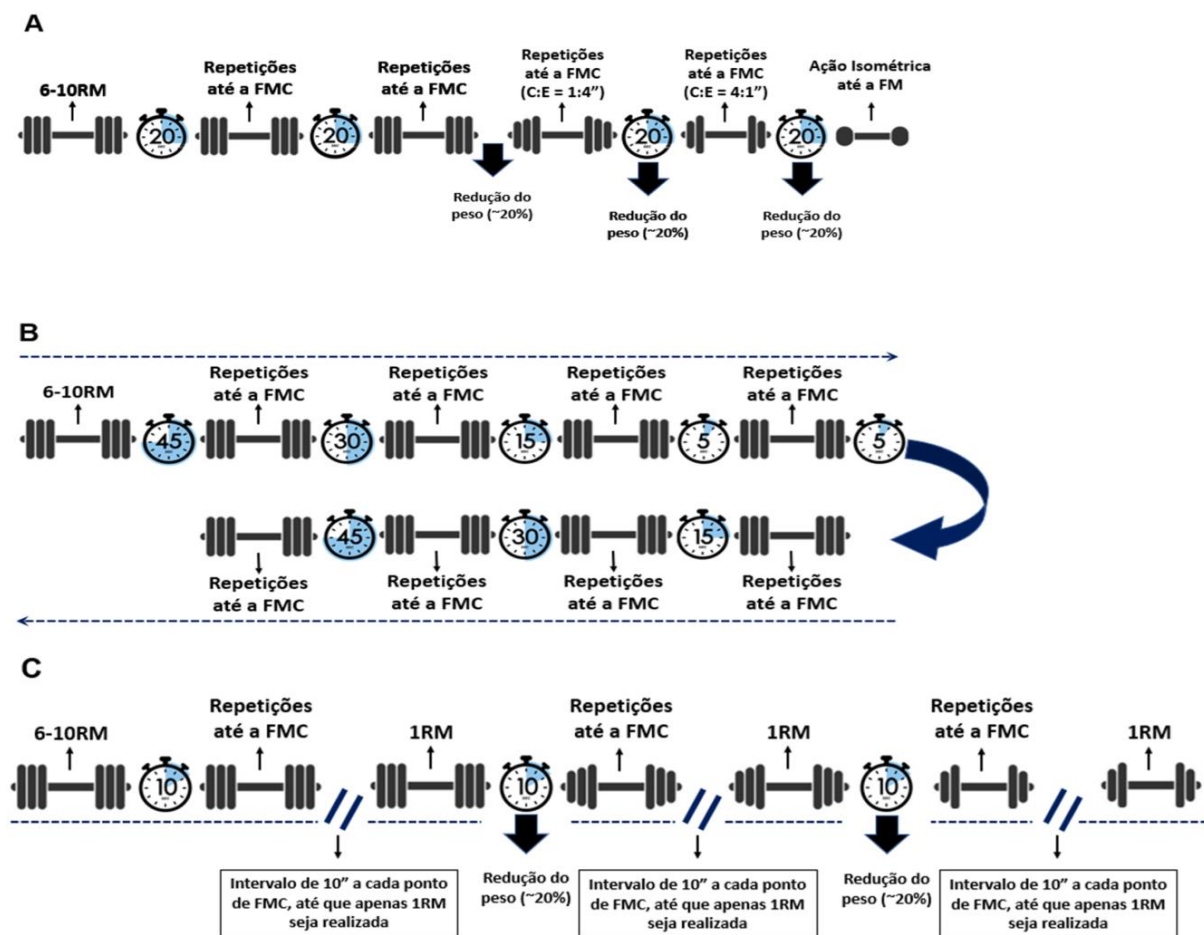 A
6-10RM
20
Repetições
até a FMC
20
Repetições
até a FMC
Redução do
peso (~20%)
Repetições
até a FMC
(C:E = 1:4”)
20
Redução do
peso (~20%)
Repetições
até a FMC
(C:E = 4:1”)
20
Redução do
peso (~20%)
Ação Isométrica
até a FM
B
6-10RM
45
Repetições
até a FMC
30
Repetições
até a FMC
15
Repetições
até a FMC
5
Repetições
até a FMC
5
45
30
15
Repetições
até a FMC
Repetições
até a FMC
Repetições
até a FMC
Repetições
até a FMC
C
6-10RM
10
Repetições
até a FMC
Intervalo de 10” a cada ponto
de FMC, até que apenas 1RM
seja realizada
1RM
10
Redução do
peso (~20%)
Repetições
até a FMC
Intervalo de 10” a cada ponto
de FMC, até que apenas 1RM
seja realizada
1RM
10
Redução do
peso (~20%)
Repetições
até a FMC
Intervalo de 10” a cada ponto
de FMC, até que apenas 1RM
seja realizada
1RM